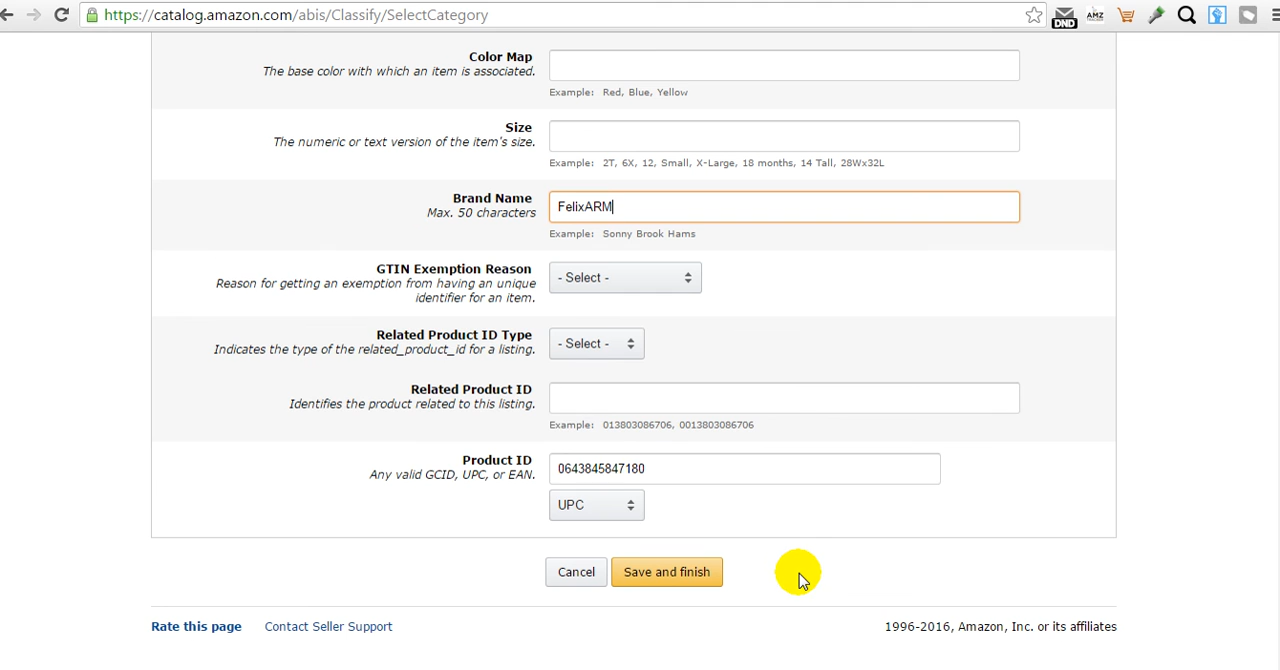 https://catalog.amazon.com/abis/Classify/SelectCategory
DND
AMZ
Color Map
The base color with which an item is associated.
Example: Red, Blue, Yellow
Size
The numeric or text version of the item's size.
Example: 2T, 6X, 12, Small, X-Large, 18 months, 14 Tall, 28Wx32L
Brand Name
Max. 50 characters
FelixARM
Example: Sonny Brook Hams
GTIN Exemption Reason
Reason for getting an exemption from having an unique
identifier for an item.
- Select -
Related Product ID Type
Indicates the type of the related_product_id for a listing.
- Select -
Related Product ID
Identifies the product related to this listing.
Example: 013803086706, 0013803086706
Product ID
Any valid GCID, UPC, or EAN.
0643845847180
UPC
Cancel
Save and finish
Rate this page
Contact Seller Support
1996-2016, Amazon, Inc. or its affiliates